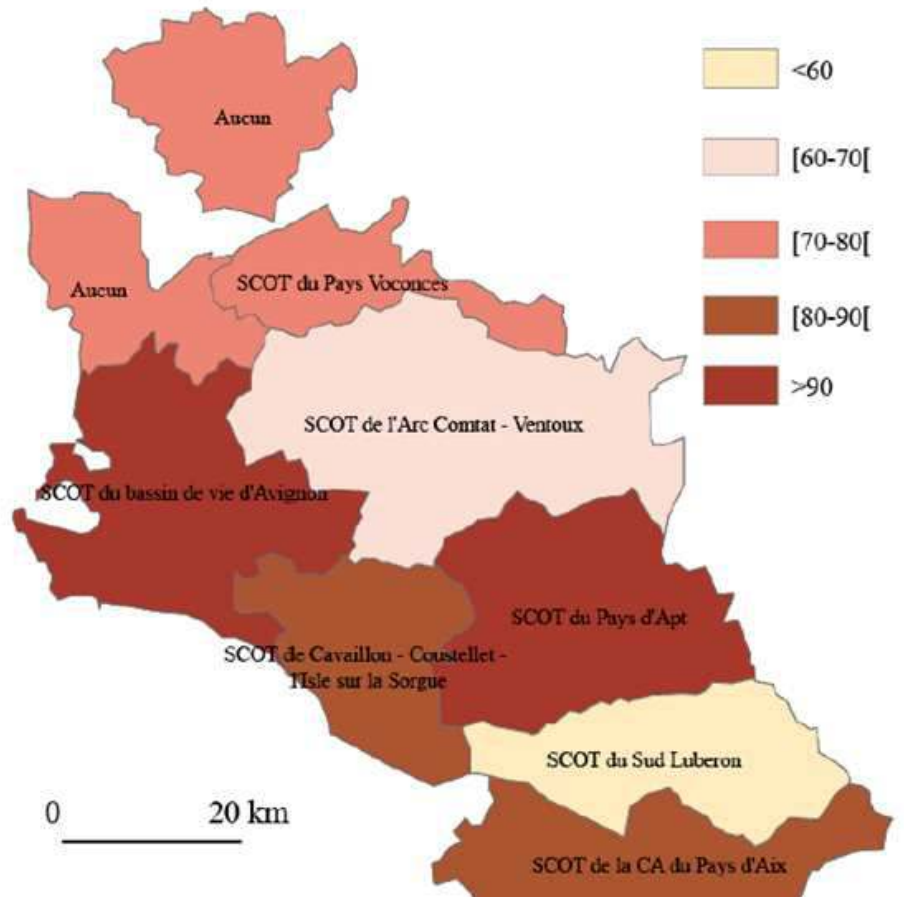 Aucun
<60
[60-70[
[70-80[
[80-90[
>90
Aucun
SCOT du Pays Voconces
SCOT de l'Arc Comtat - Ventoux
SCOT du bassin de vie d'Avignon
SCOT du Pays d'Apt
SCOT de Cavaillon - Coustellet -
l'Isle sur la Sorgue
SCOT du Sud Luberon
0 20 km
SCOT de la CA du Pays d'Aix